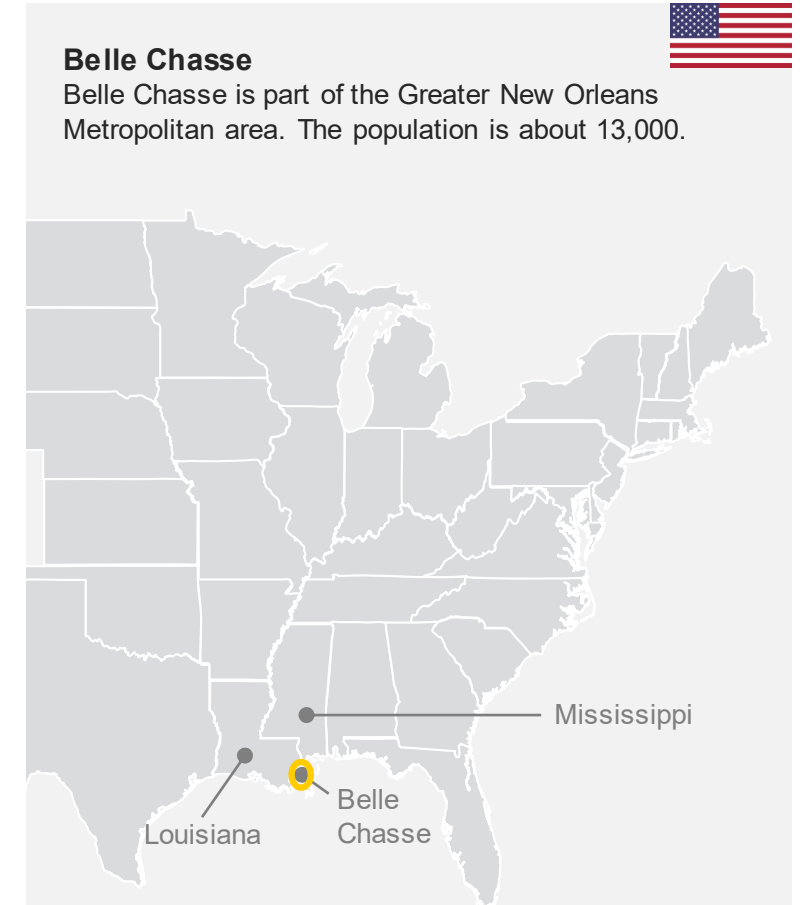 Belle Chasse
Belle Chasse is part of the Greater New Orleans
Metropolitan area. The population is about 13,000.
Mississippi
Belle
Chasse
Louisiana